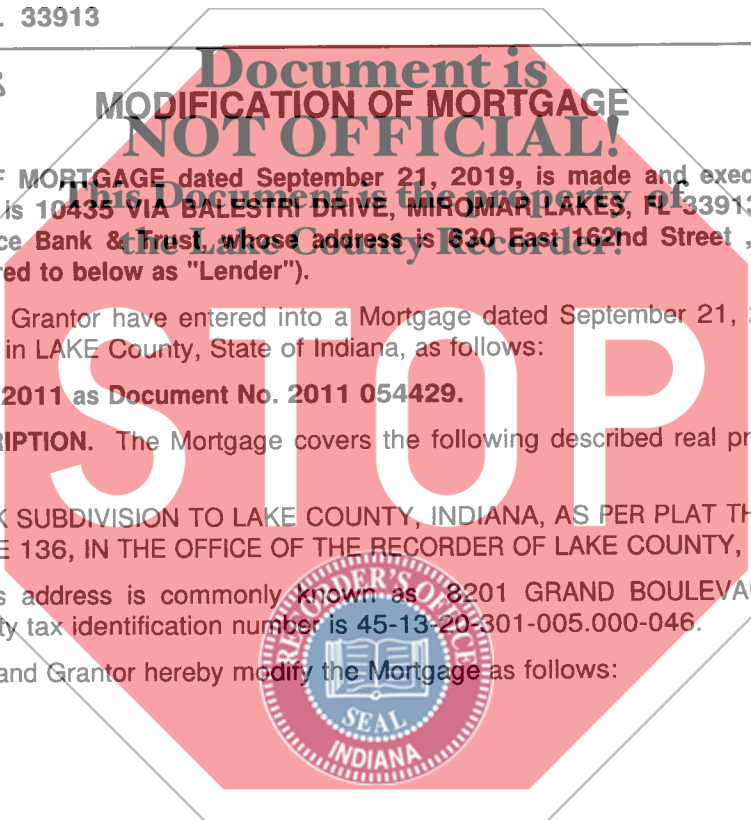 . 33913
Document is
MODIFICATION OF MORTGAGE
NOT OFFICIAL!
F MORTGAGE dated September 21, 2019, is made and exec
This Document is the property of
is 10435 VIA BALESTRI DRIVE, MIROMAR LAKES, FL 33913
the Lake County Recorder!
ce Bank & Trust, whose address is 630 East 162nd Street ,
red to below as "Lender").
Grantor have entered into a Mortgage dated September 21, 2
in LAKE County, State of Indiana, as follows:
2011 as Document No. 2011 054429.
RIPTION. The Mortgage covers the following described real pr
STOP
K SUBDIVISION TO LAKE COUNTY, INDIANA, AS PER PLAT TH
E 136, IN THE OFFICE OF THE RECORDER OF LAKE COUNTY,
s address is commonly known as 8201 GRAND BOULEVA
ty tax identification number is 45-13-20-301-005.000-046.
and Grantor hereby modify the Mortgage as follows:
RECORDER'S OFFICE
SEAL
INDIANA